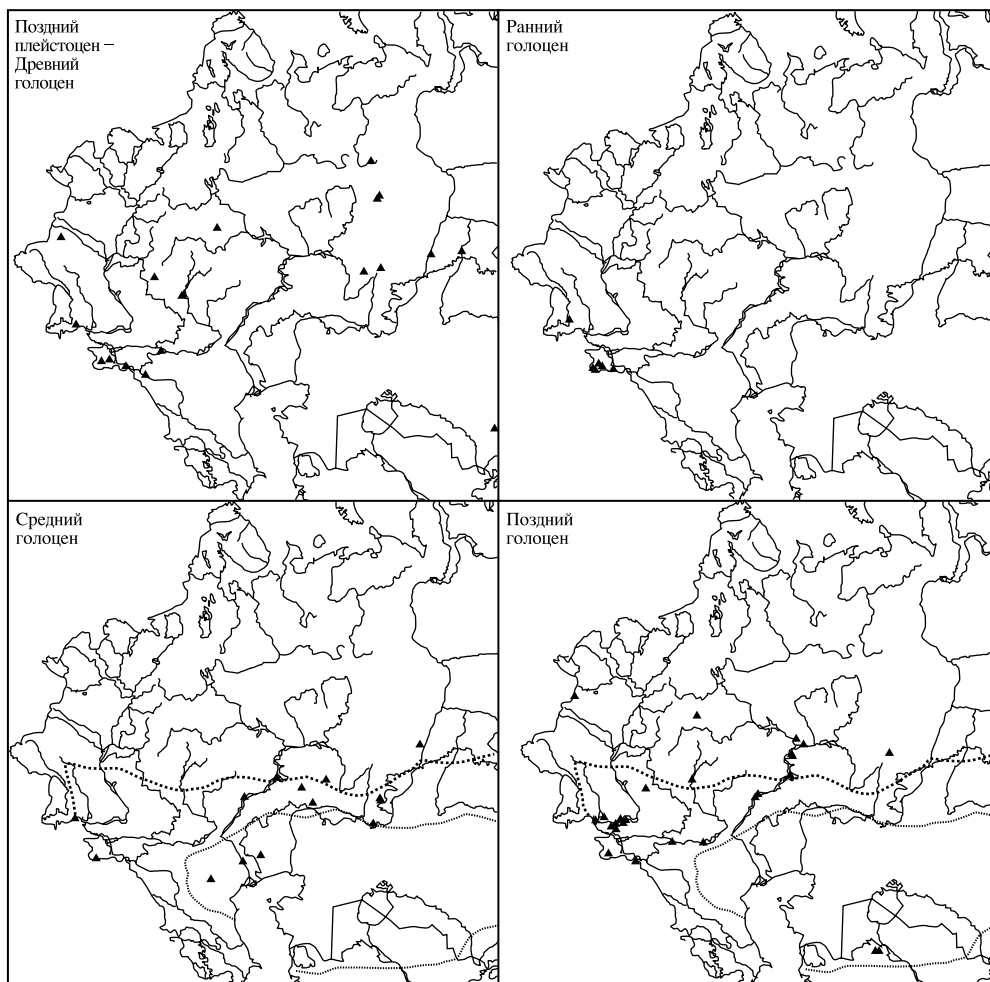 Поздний
плейстоцен –
Древний
голоцен
Ранний
голоцен
Средний
голоцен
Поздний
голоцен